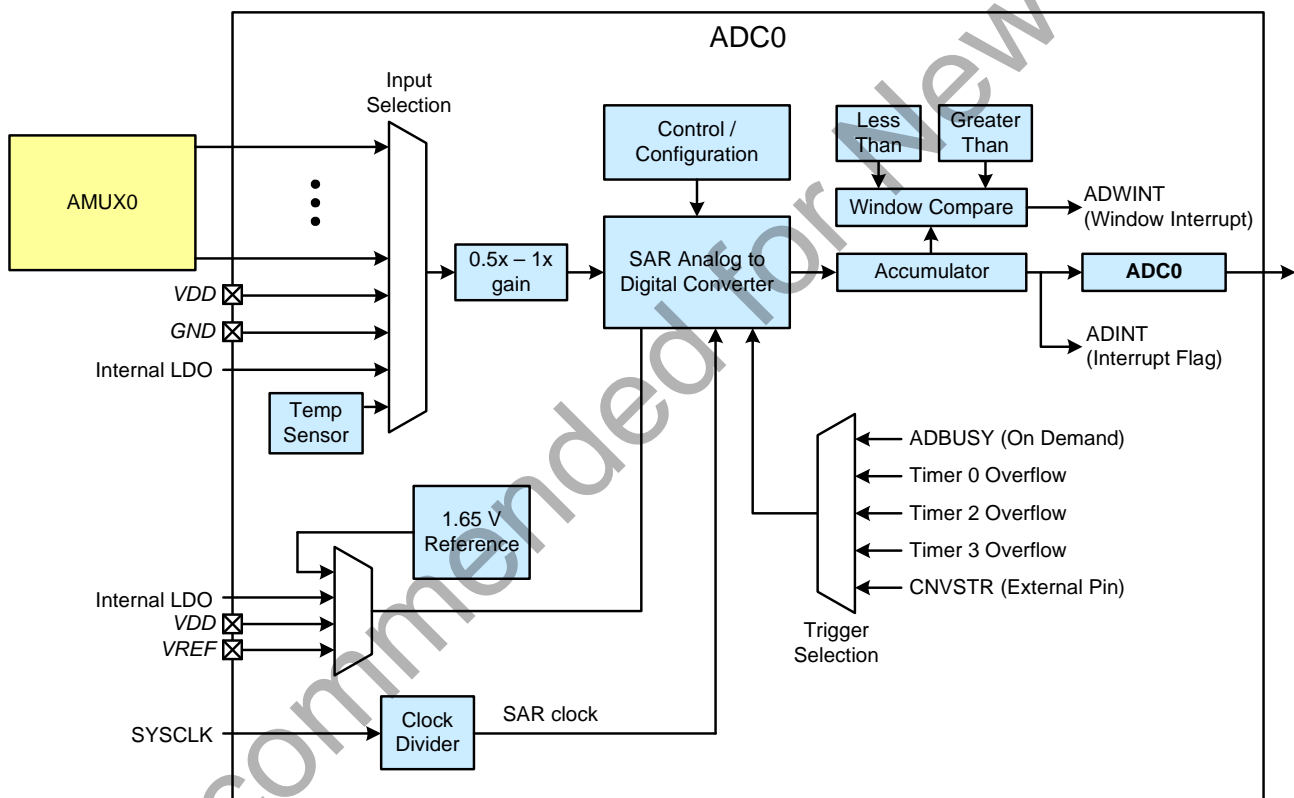 ADC0
Input
Selection
Control /
Configuration
Less
Than
Greater
Than
AMUX0
Window Compare
ADWINT
(Window Interrupt)
0.5x – 1x
gain
SAR Analog to
Digital Converter
Accumulator
ADC0
VDD
GND
Internal LDO
ADINT
(Interrupt Flag)
Temp
Sensor
ADBUSY (On Demand)
Timer 0 Overflow
Timer 2 Overflow
Timer 3 Overflow
CNVSTR (External Pin)
Trigger
Selection
1.65 V
Reference
Internal LDO
VDD
VREF
SYSCLK
Clock
Divider
SAR clock
commended for New